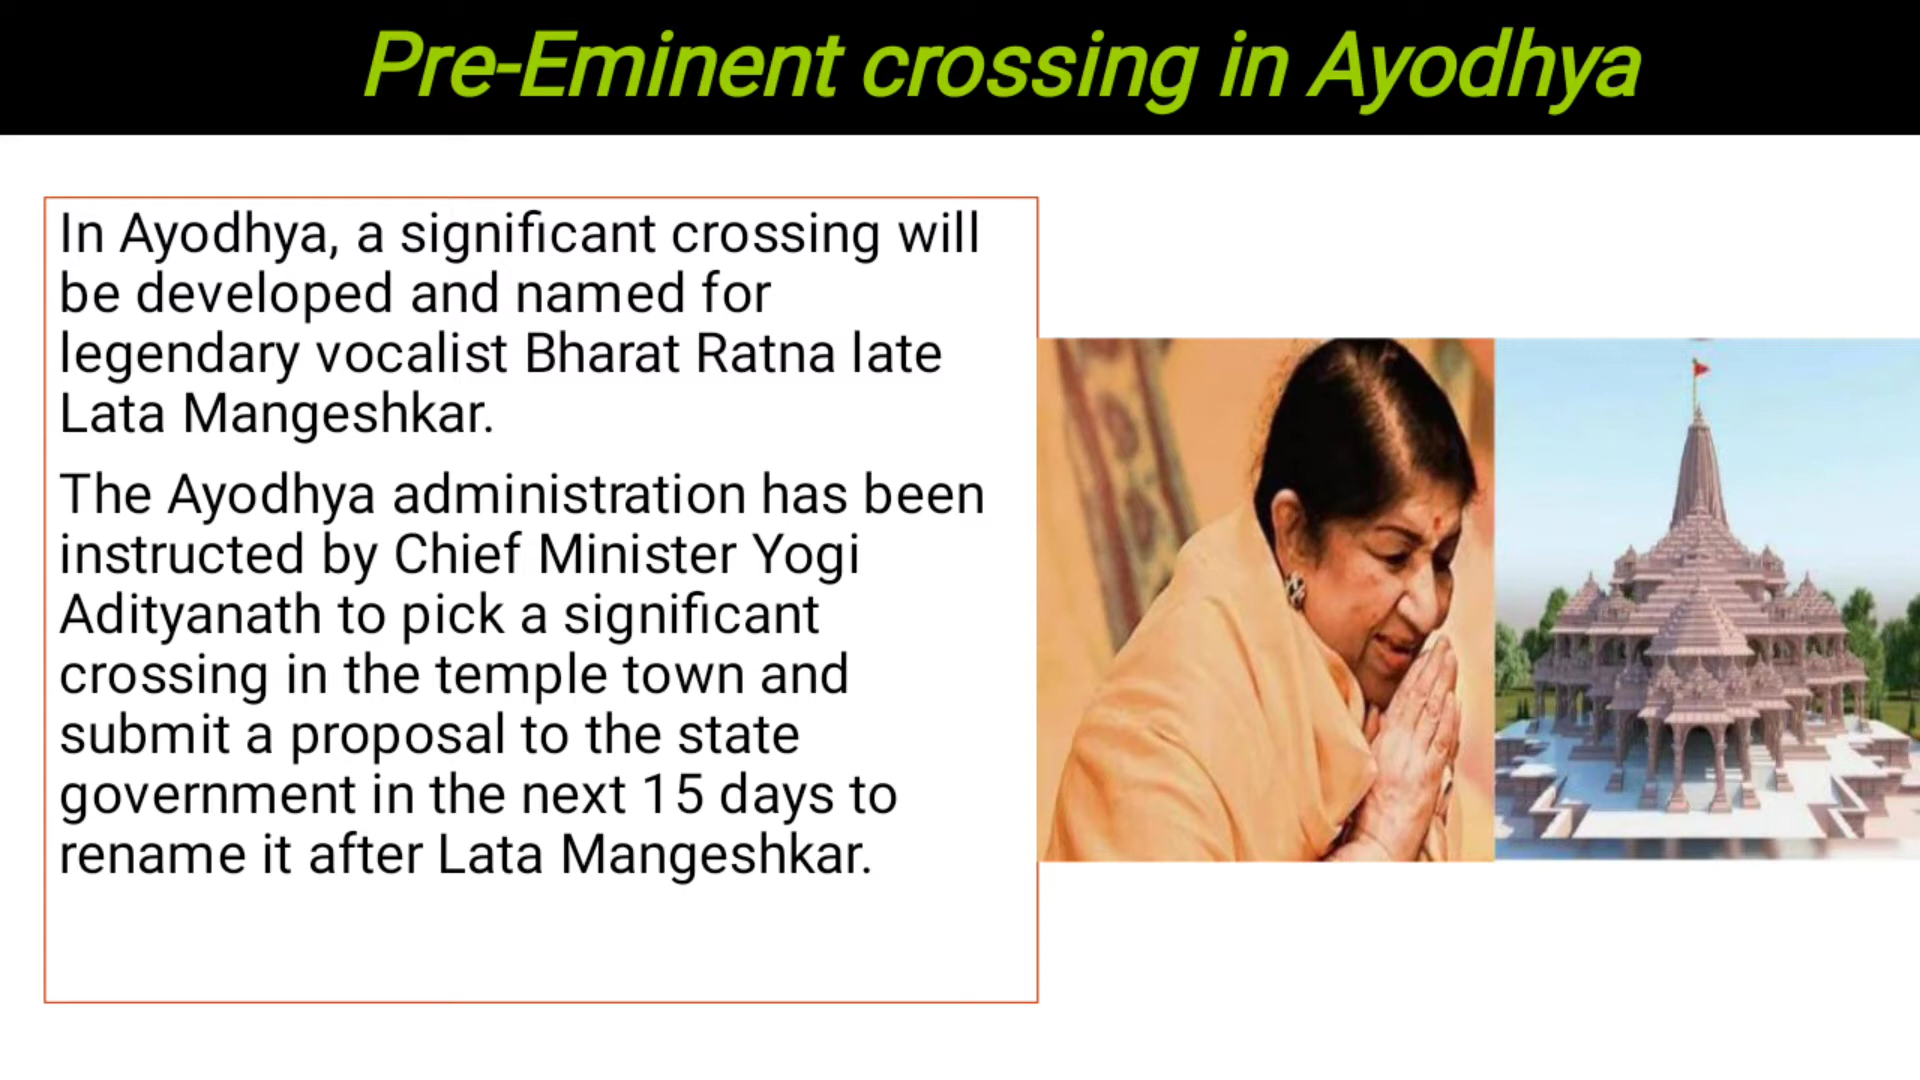 Pre-Eminent crossing in Ayodhya
In Ayodhya, a significant crossing will
be developed and named for
legendary vocalist Bharat Ratna late
Lata Mangeshkar.
The Ayodhya administration has been
instructed by Chief Minister Yogi
Adityanath to pick a significant
crossing in the temple town and
submit a proposal to the state
government in the next 15 days to
rename it after Lata Mangeshkar.